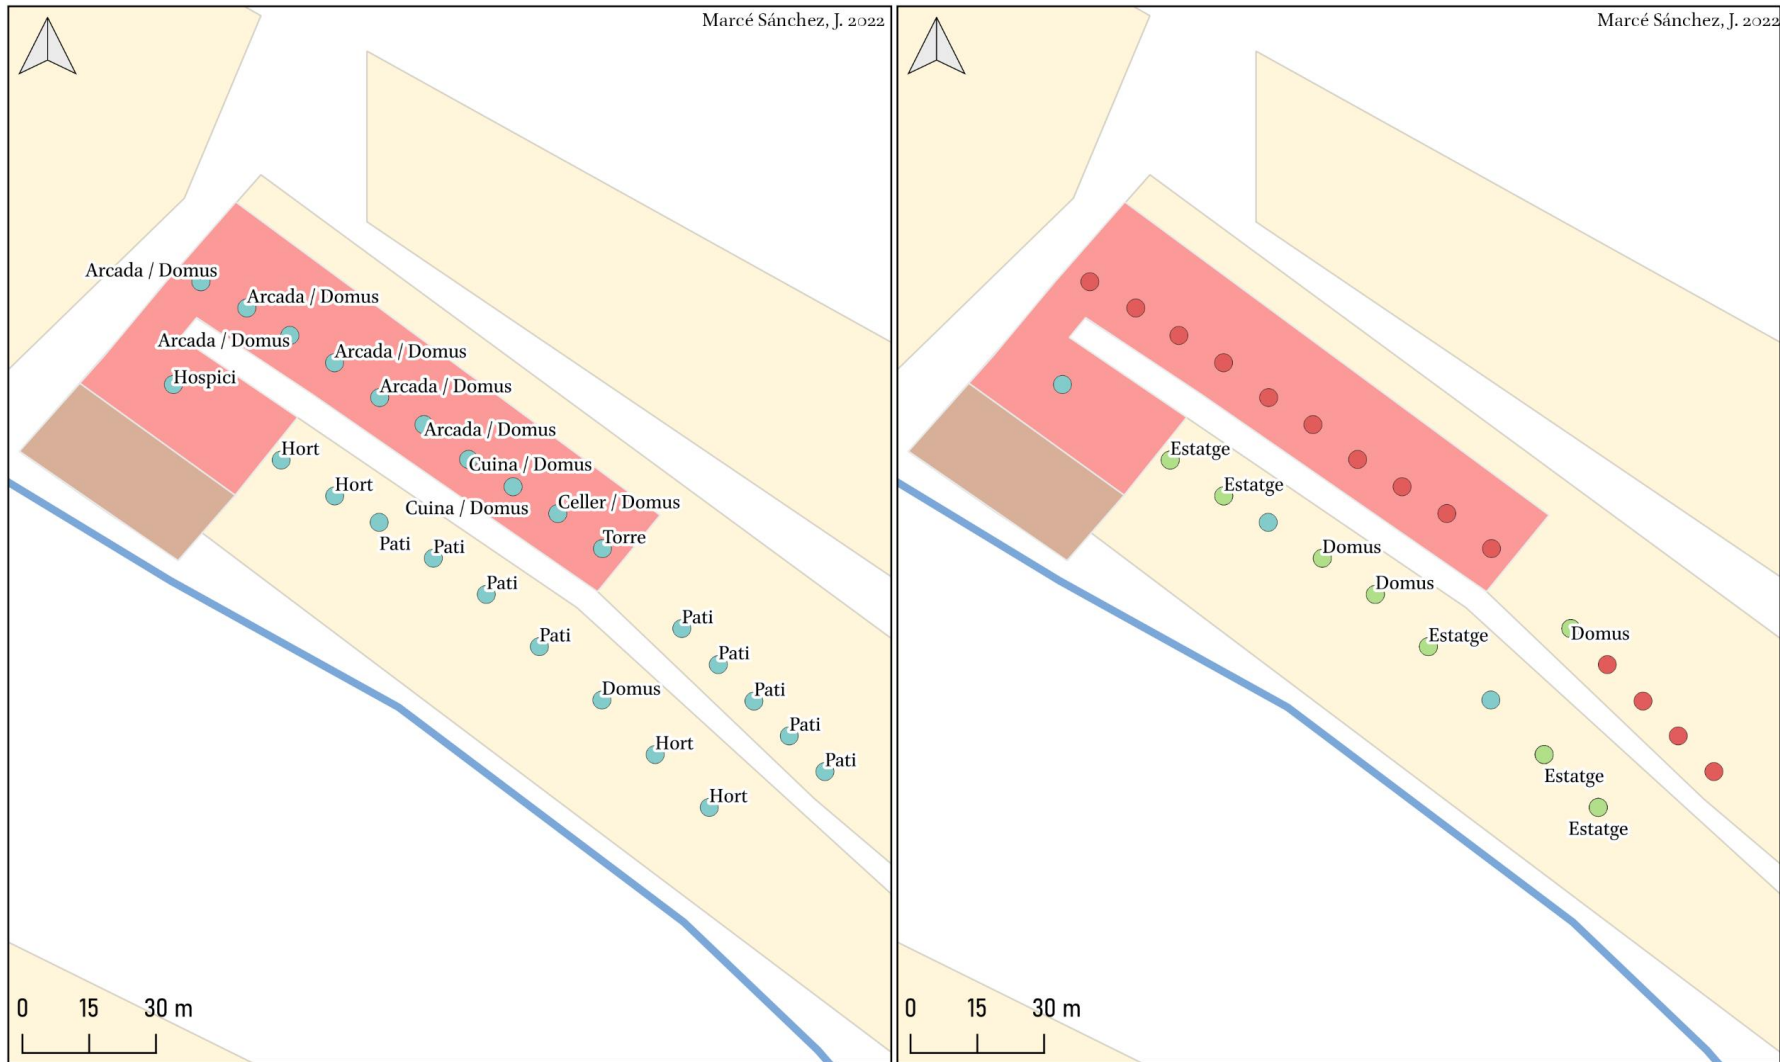 Marcé Sánchez, J. 2022
Arcada / Domus
Arcada / Domus
Arcada / Domus
Arcada / Domus
Hospici
Arcada / Domus
Arcada / Domus
Hort
Cuina / Domus
Hort
Celler / Domus
Cuina / Domus
Torre
Pati
Pati
Pati
Pati
Pati
Pati
Domus
Pati
Pati
Hort
Pati
Hort
0 15 30 m
Marcé Sánchez, J. 2022
Estatge
Estatge
Domus
Domus
Estatge
Domus
Estatge
Estatge
0 15 30 m